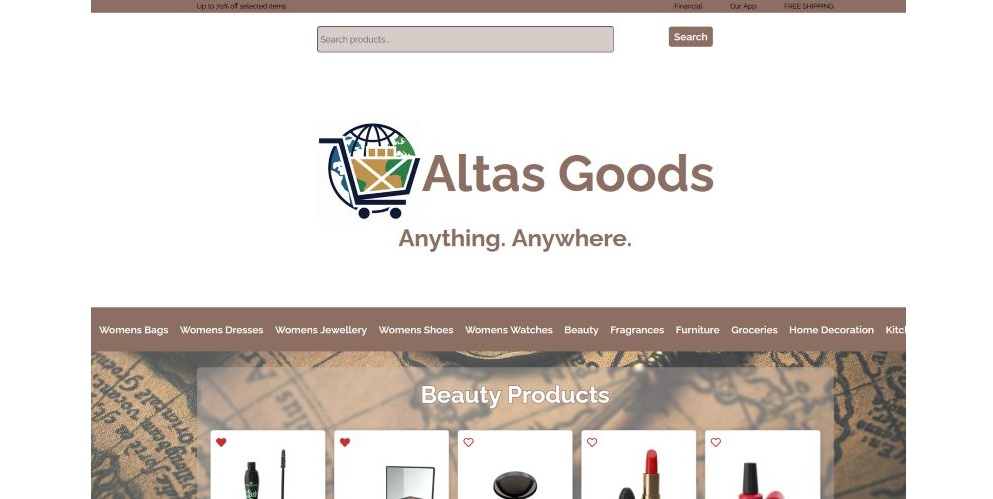 Up to 70% off selected items Financial Our App FREE SHIPPING
Search products... Search
Altas Goods
Anything. Anywhere.
Womens Bags Womens Dresses Womens Jewellery Womens Shoes Womens Watches Beauty Fragrances Furniture Groceries Home Decoration
Beauty Products